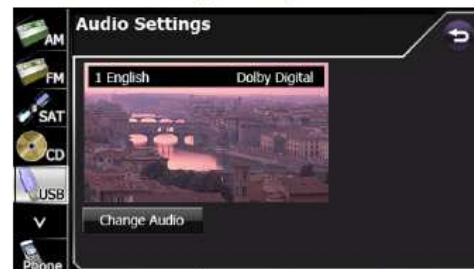 Audio Settings
AM
FM
SAT
CD
USB
Phone
1 English Dolby Digital
Change Audio